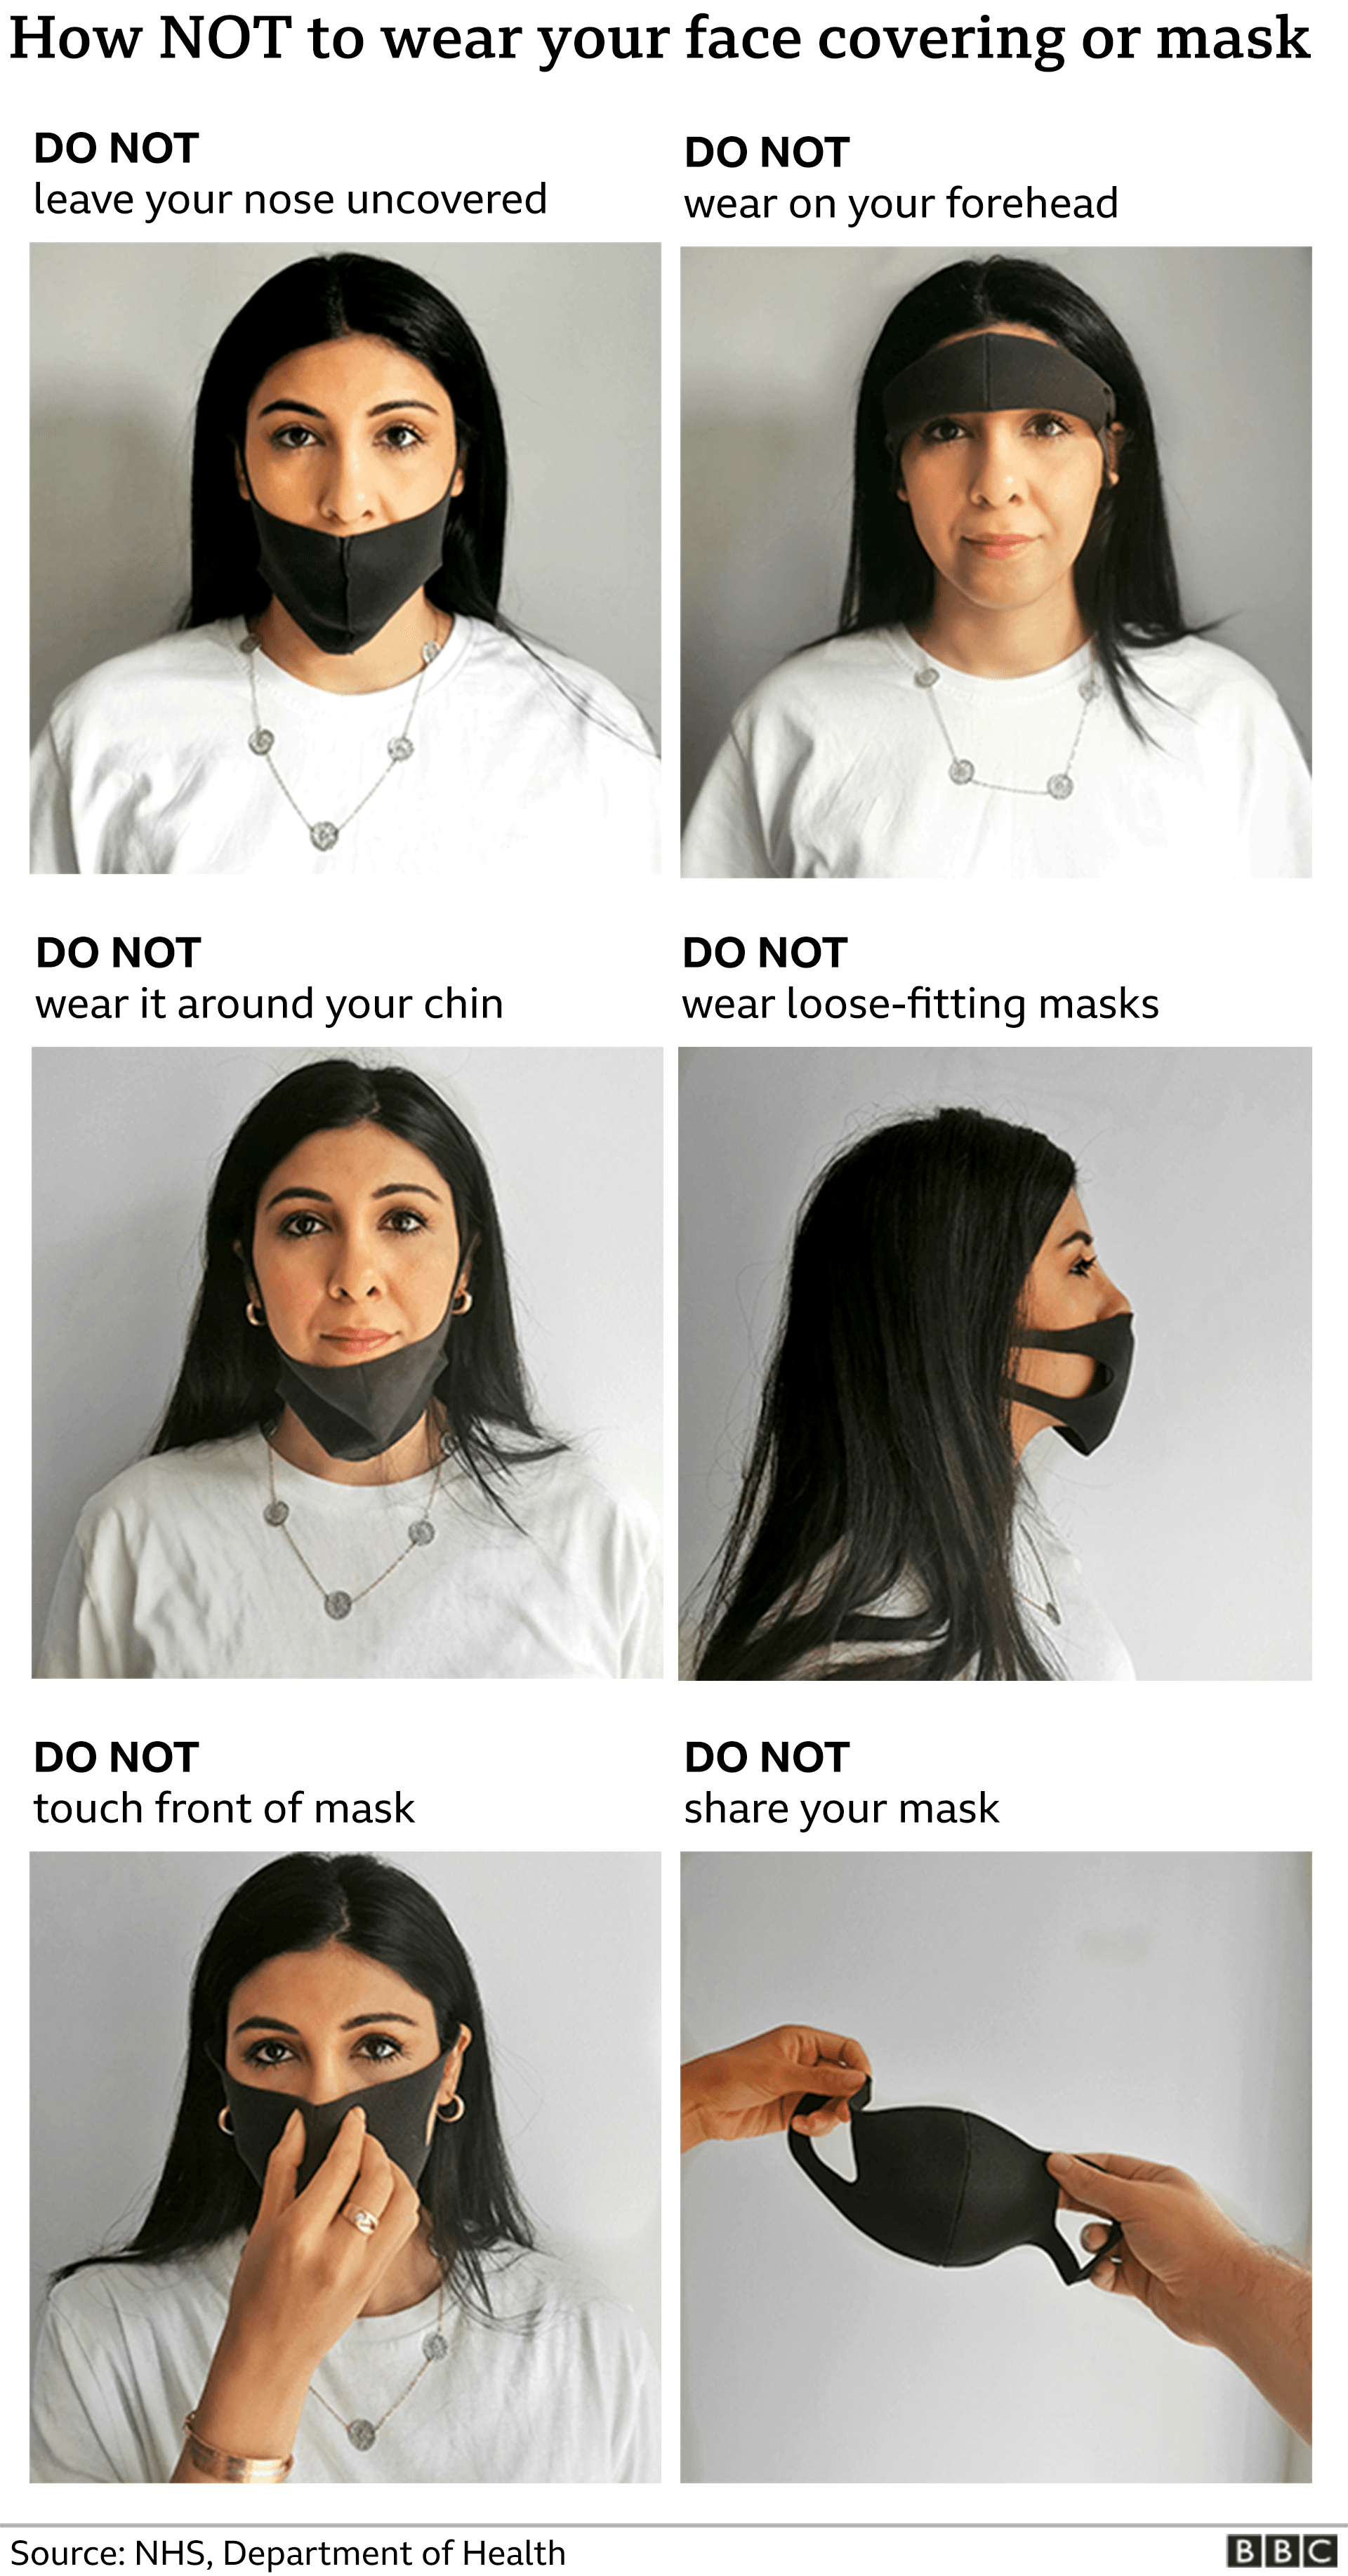 How NOT to wear your face covering or mask
DO NOT
leave your nose uncovered
DO NOT
wear on your forehead
DO NOT
wear it around your chin
DO NOT
wear loose-fitting masks
DO NOT
touch front of mask
DO NOT
share your mask
Source: NHS, Department of Health
BBC